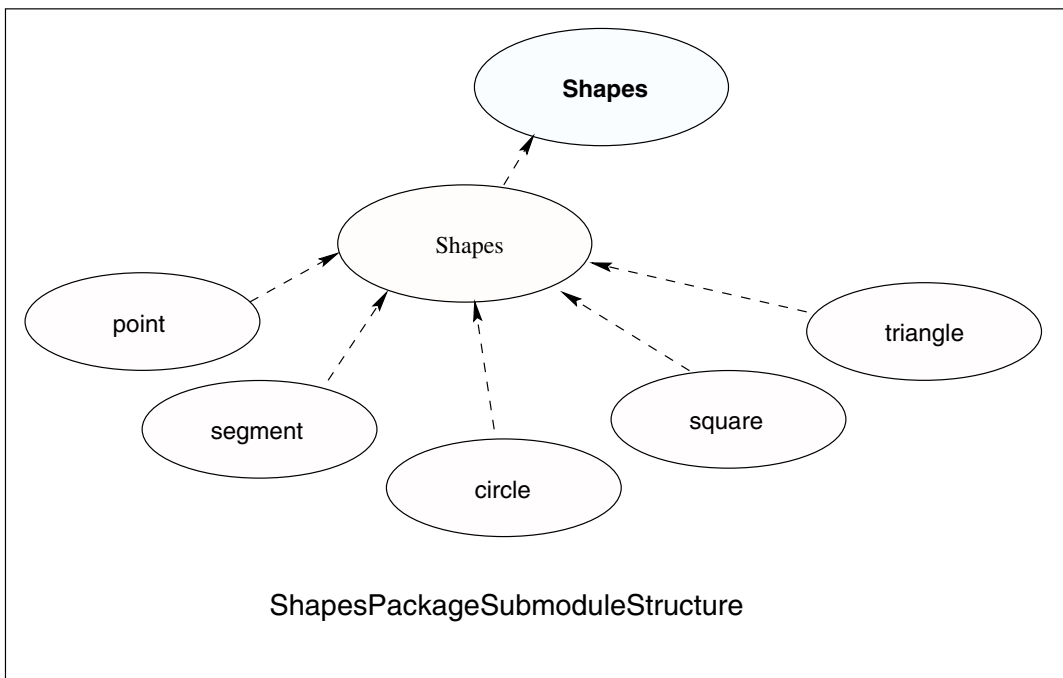 Shapes
Shapes
point
triangle
segment
square
circle
ShapesPackageSubmoduleStructure